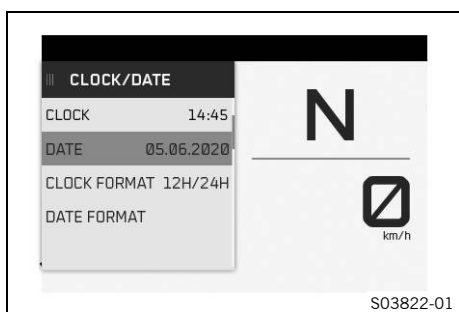 CLOCK/DATE
CLOCK 14:45
DATE 05.06.2020
CLOCK FORMAT 12H/24H
DATE FORMAT
N
0
km/h
S03822-01